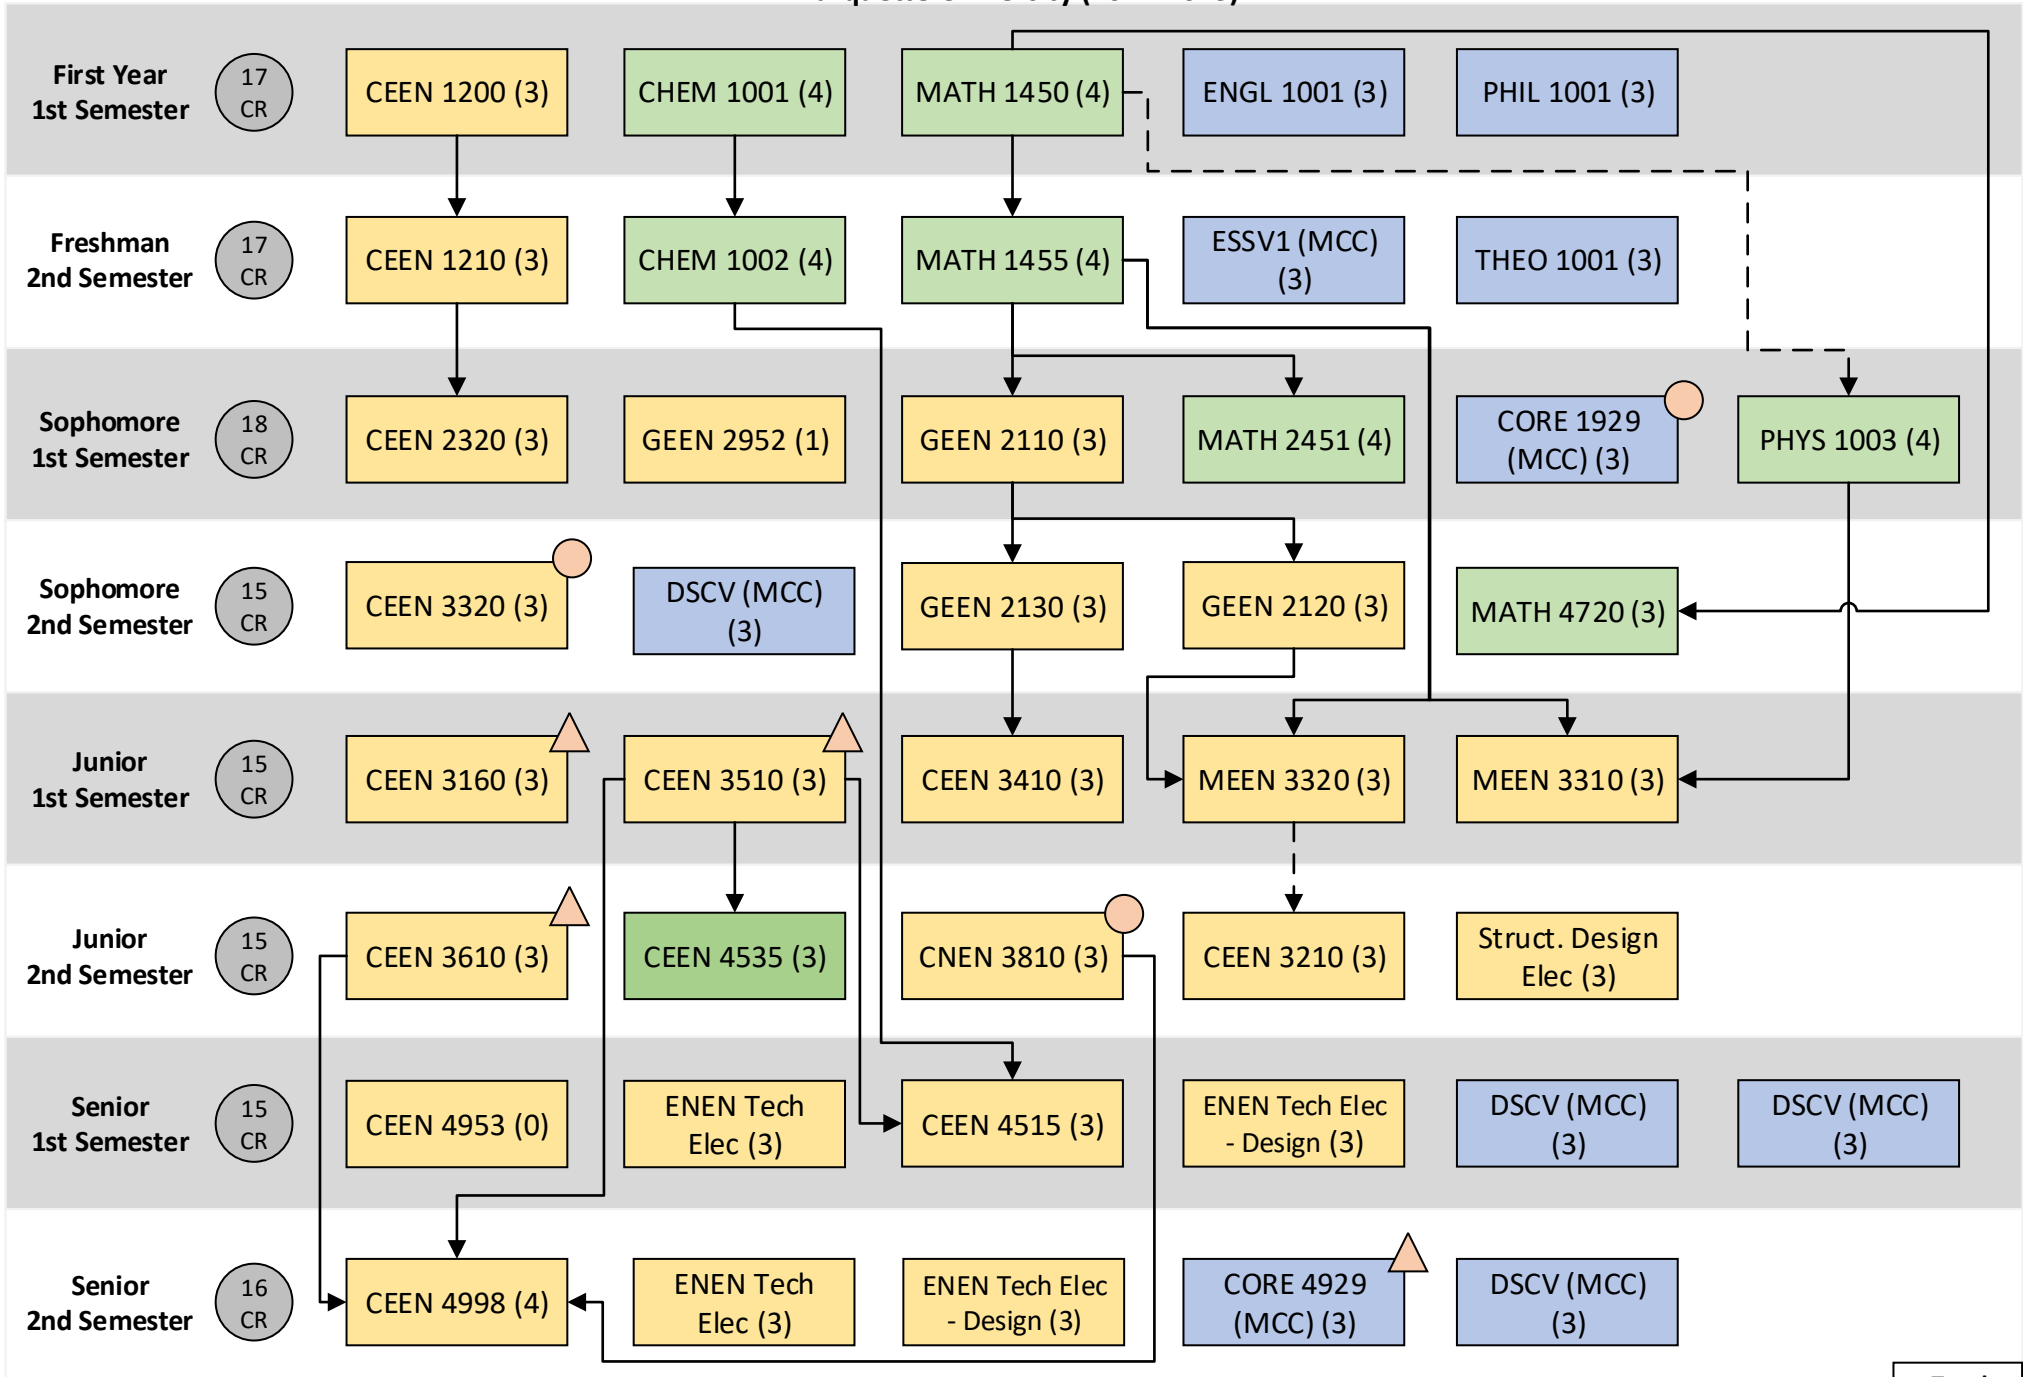 First Year
1st Semester
17
CR
CEEN 1200 (3)
CHEM 1001 (4)
MATH 1450 (4)
ENGL 1001 (3)
PHIL 1001 (3)
Freshman
2nd Semester
17
CR
CEEN 1210 (3)
CHEM 1002 (4)
MATH 1455 (4)
ESSV1 (MCC)
(3)
THEO 1001 (3)
Sophomore
1st Semester
18
CR
CEEN 2320 (3)
GEEN 2952 (1)
GEEN 2110 (3)
MATH 2451 (4)
CORE 1929
(MCC) (3)
PHYS 1003 (4)
Sophomore
2nd Semester
15
CR
CEEN 3320 (3)
DSCV (MCC)
(3)
GEEN 2130 (3)
GEEN 2120 (3)
MATH 4720 (3)
Junior
1st Semester
15
CR
CEEN 3160 (3)
CEEN 3510 (3)
CEEN 3410 (3)
MEEN 3320 (3)
MEEN 3310 (3)
Junior
2nd Semester
15
CR
CEEN 3610 (3)
CEEN 4535 (3)
CNEN 3810 (3)
CEEN 3210 (3)
Struct. Design
Elec (3)
Senior
1st Semester
15
CR
CEEN 4953 (0)
ENEN Tech
Elec (3)
CEEN 4515 (3)
ENEN Tech Elec
- Design (3)
DSCV (MCC)
(3)
DSCV (MCC)
(3)
Senior
2nd Semester
16
CR
CEEN 4998 (4)
ENEN Tech
Elec (3)
ENEN Tech Elec
- Design (3)
CORE 4929
(MCC) (3)
DSCV (MCC)
(3)